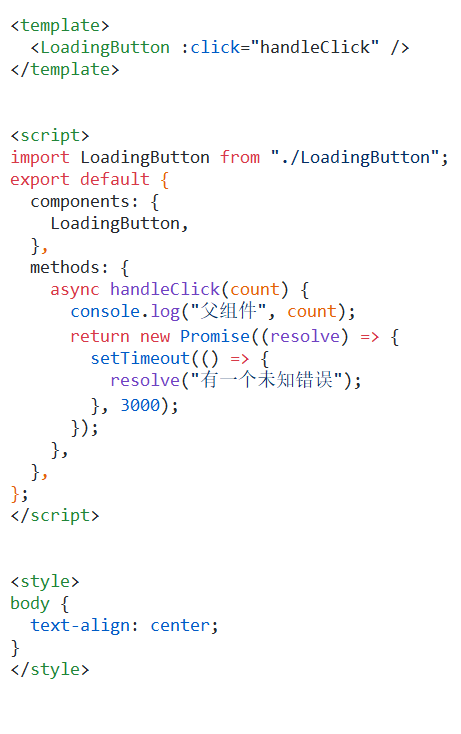 <template>
  <LoadingButton :click="handleClick" />
</template>
<script>
import LoadingButton from "./LoadingButton";
export default {
  components: {
    LoadingButton,
  },
  methods: {
    async handleClick(count) {
      console.log("父组件", count);
      return new Promise((resolve) => {
        setTimeout(() => {
          resolve("有一个未知错误");
        }, 3000);
      });
    },
  },
};
</script>
<style>
body {
  text-align: center;
}
</style>